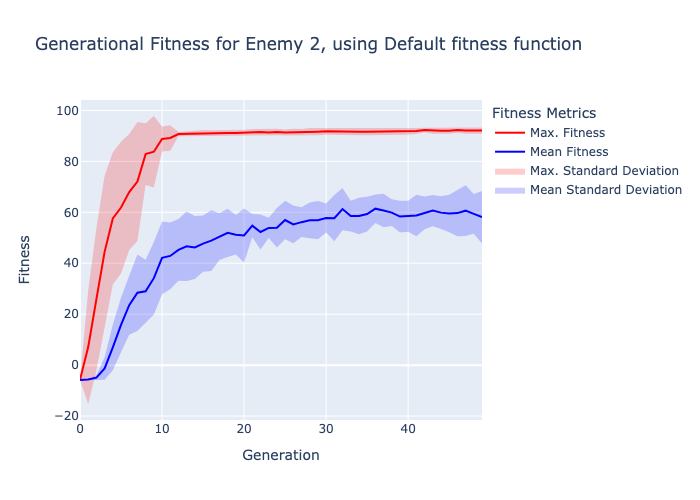 Generational Fitness for Enemy 2, using Default fitness function
Fitness Metrics
Max. Fitness
Mean Fitness
Max. Standard Deviation
Mean Standard Deviation
100
80
60
40
20
0
−20
Fitness
0
10
20
30
40
Generation